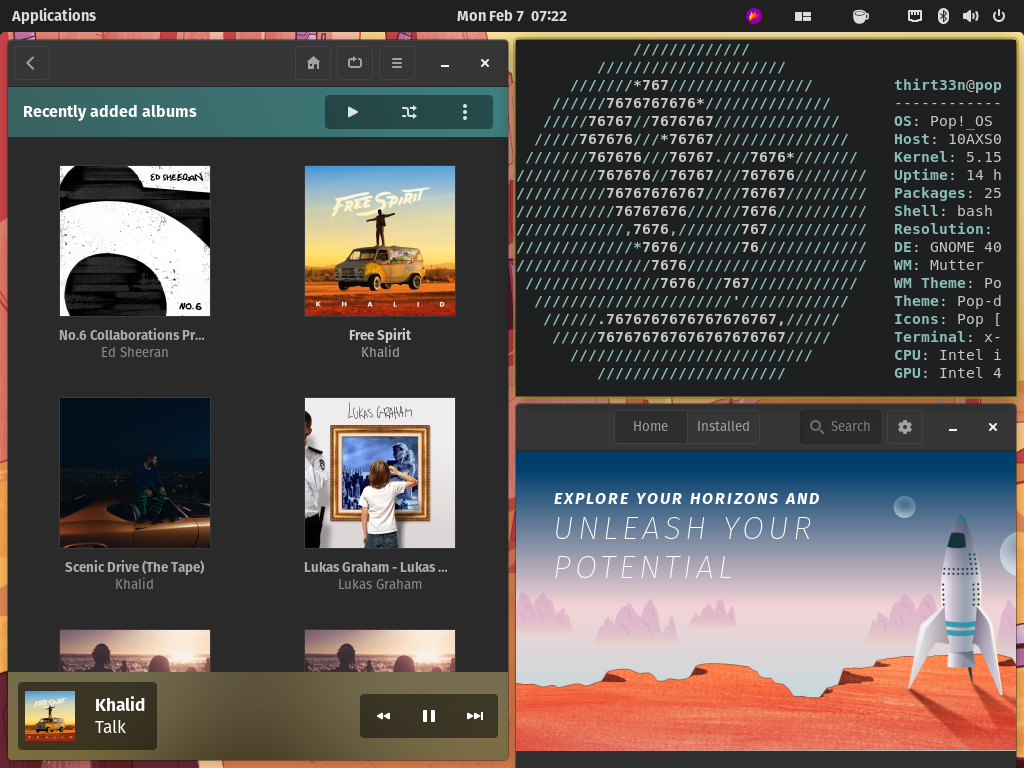 Applications
Mon Feb 7 07:22
Recently added albums
ED SHEERAN
NO.6
No.6 Collaborations Pr...
Ed Sheeran
FREE SPIRIT
KHALID
Free Spirit
Khalid
Scenic Drive (The Tape)
Khalid
LUKAS GRAHAM
Lukas Graham - Lukas ...
Lukas Graham
Khalid
Talk
/////////////
/////////////////////
///////*767////////////////
//////7676767676*//////////////
/////76767//7676767//////////////
/////767676///*76767///////////////
///////767676///76767.///7676*///////
/////////767676//76767///767676////////
//////////76767676767////76767/////////
///////////76767676//////7676//////////
////////////,7676,///////767///////////
/////////////*7676///////76////////////
///////////////7676////////////////////
///////////////7676///767////////////
//////////////////////'////////////
//////.7676767676767676767,//////
/////767676767676767676767/////
///////////////////////////
/////////////////////
thirt33n@pop
------------
OS: Pop!_OS
Host: 10AXS0
Kernel: 5.15
Uptime: 14 h
Packages: 25
Shell: bash
Resolution:
DE: GNOME 40
WM: Mutter
WM Theme: Po
Theme: Pop-d
Icons: Pop [
Terminal: x-
CPU: Intel i
GPU: Intel 4
Home
Installed
Search
EXPLORE YOUR HORIZONS AND
UNLEASH YOUR
POTENTIAL